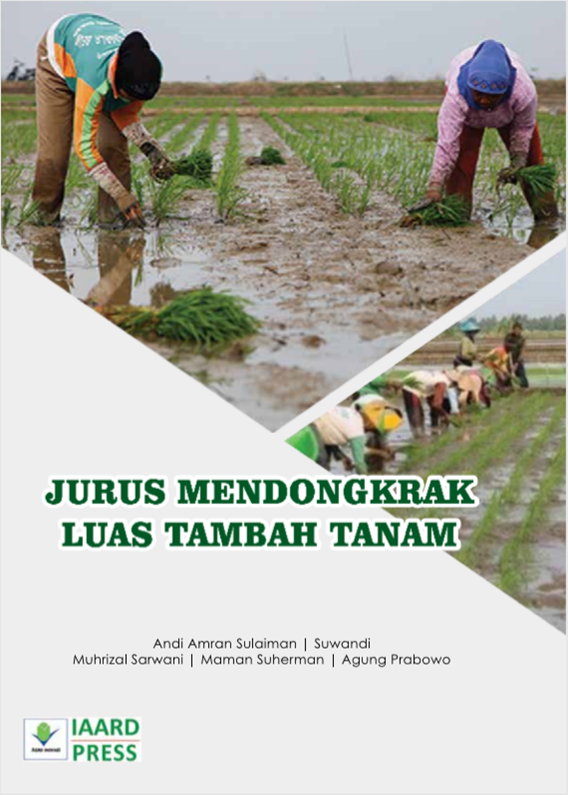 JURUS MENDONGKRAK
LUAS TAMBAH TANAM
Andi Amran Sulaiman | Suwandi
Muhrizal Sarwani | Maman Suherman | Agung Prabowo
IAARD
PRESS